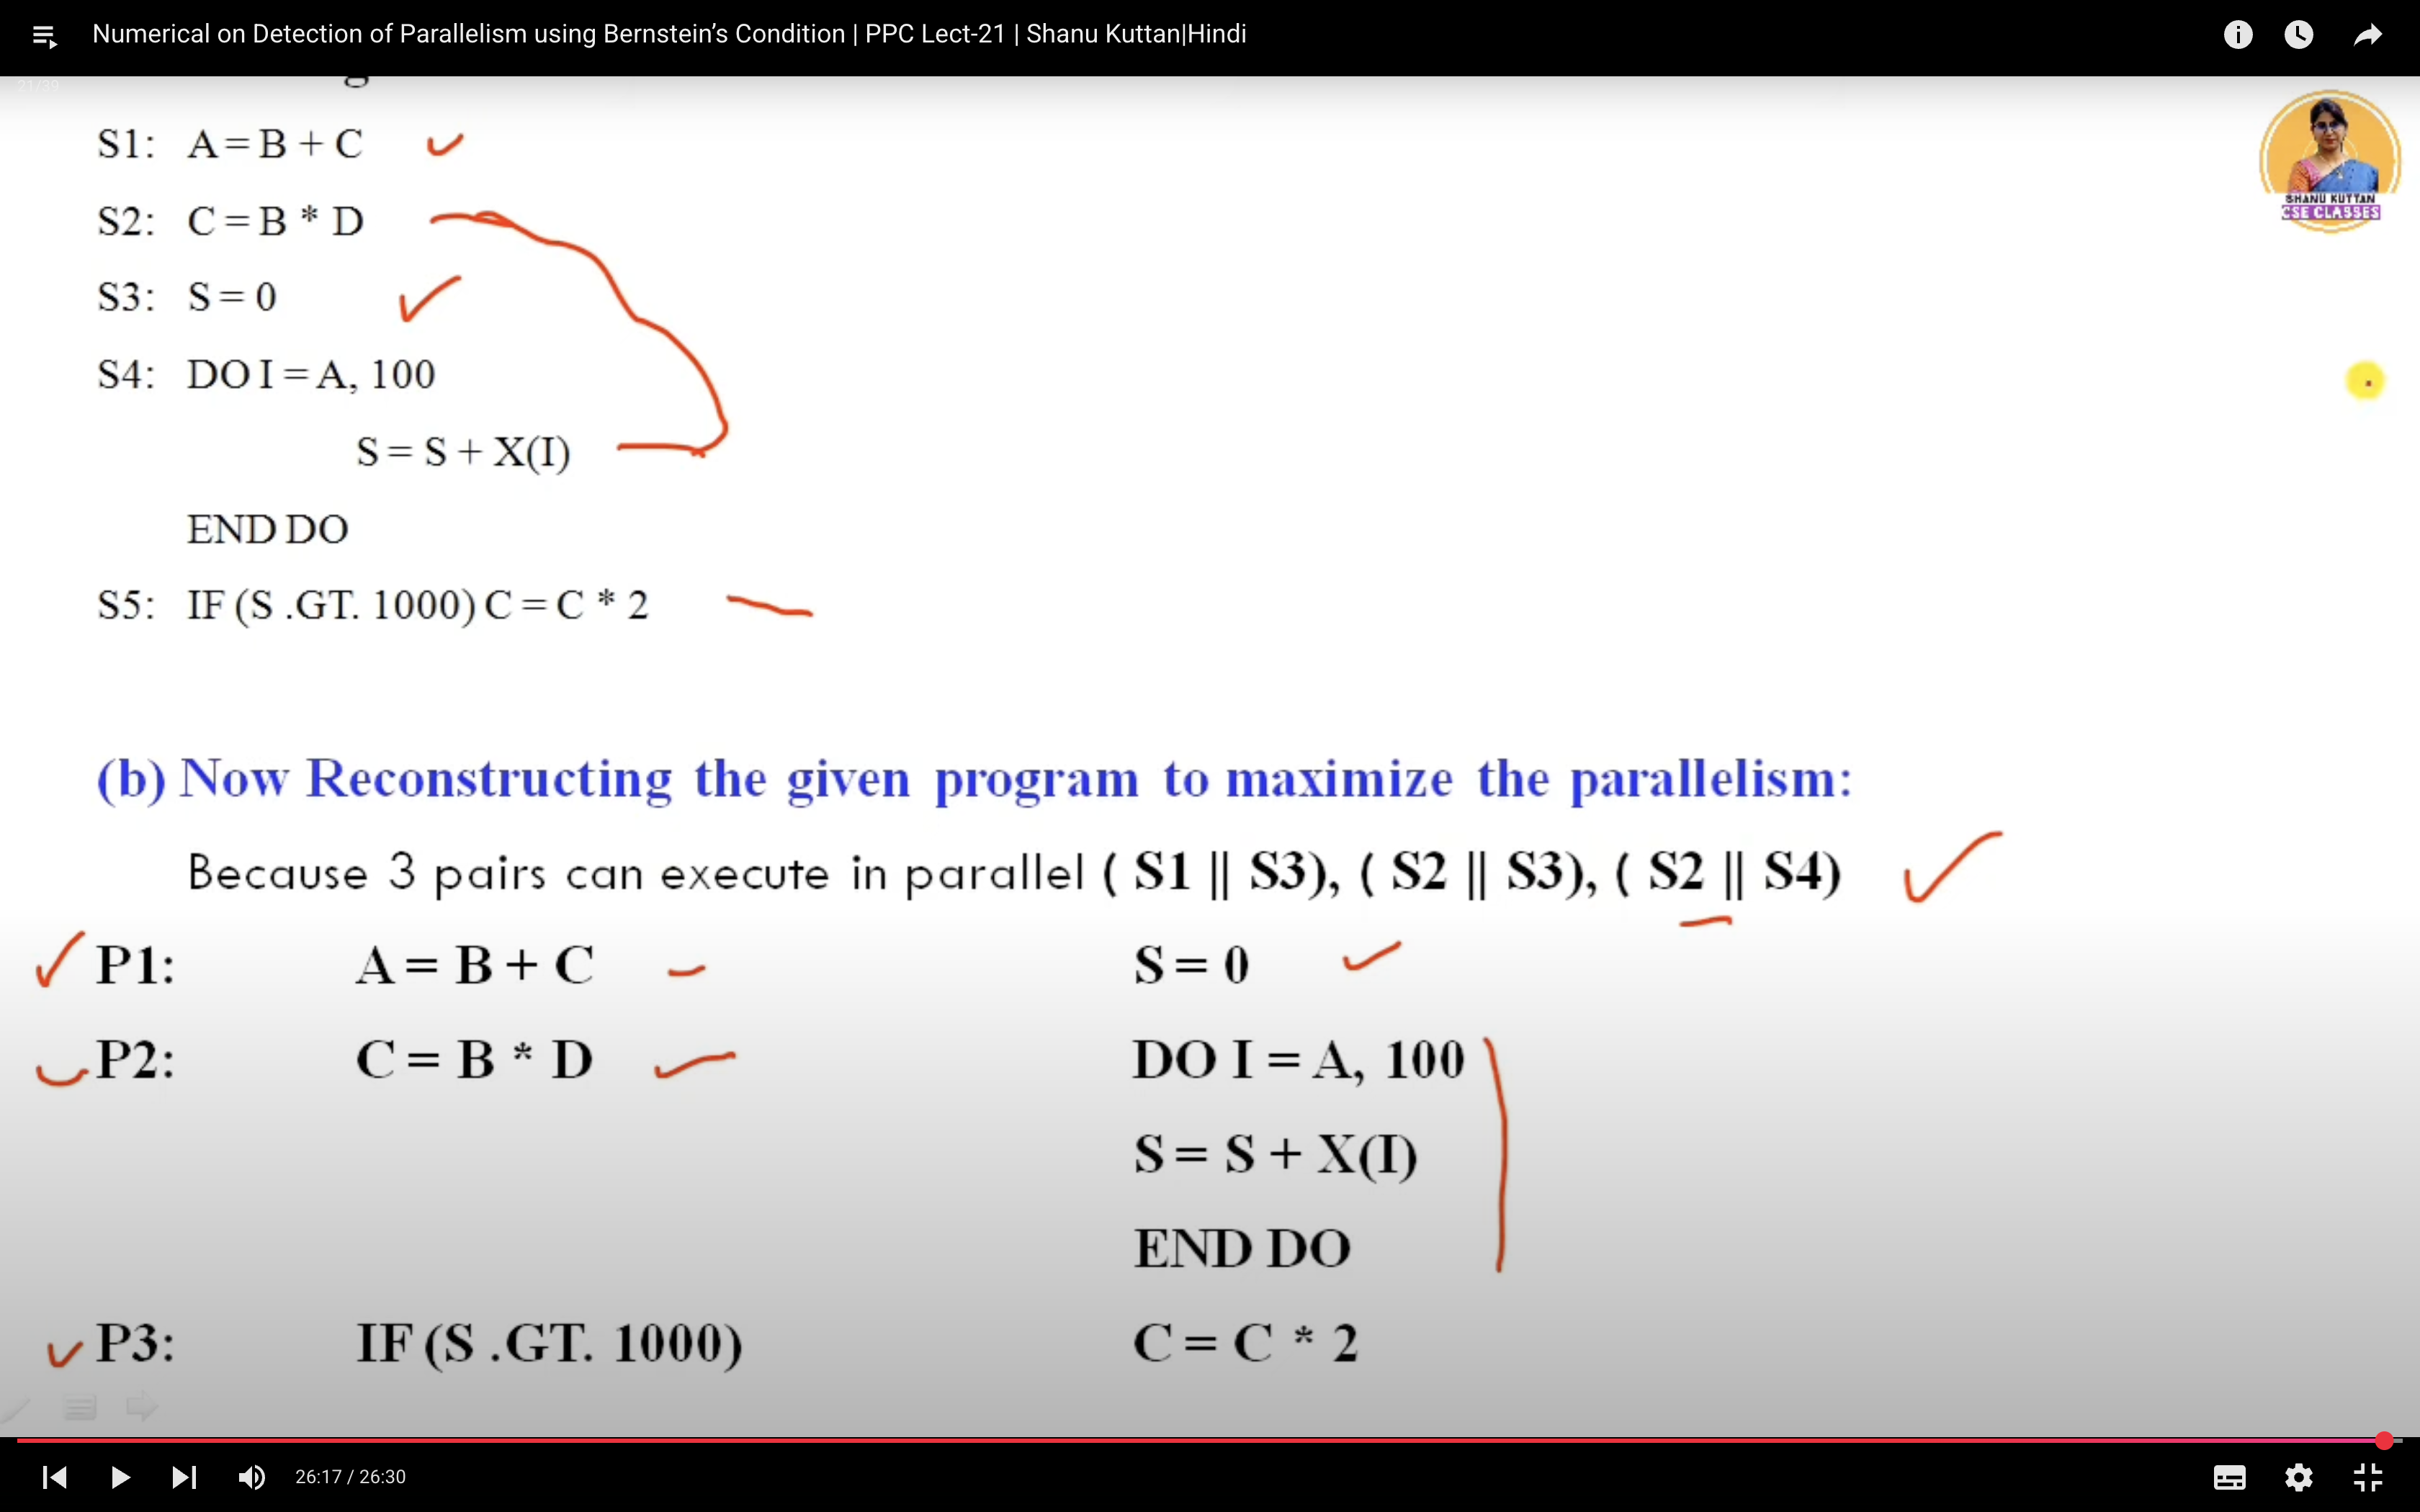 Numerical on Detection of Parallelism using Bernstein’s Condition | PPC Lect-21 | Shanu Kuttan|Hindi
21/39
S1: A = B + C
SHANU KUTTAN
CSE CLASSES
S2: C = B * D
S3: S = 0
S4: DO I = A, 100
S = S + X(I)
END DO
S5: IF (S .GT. 1000) C = C * 2
(b) Now Reconstructing the given program to maximize the parallelism:
Because 3 pairs can execute in parallel ( S1 || S3), ( S2 || S3), ( S2 || S4)
P1: A = B + C S = 0
P2: C = B * D DO I = A, 100
S = S + X(I)
END DO
P3: IF (S .GT. 1000) C = C * 2
26:17 / 26:30